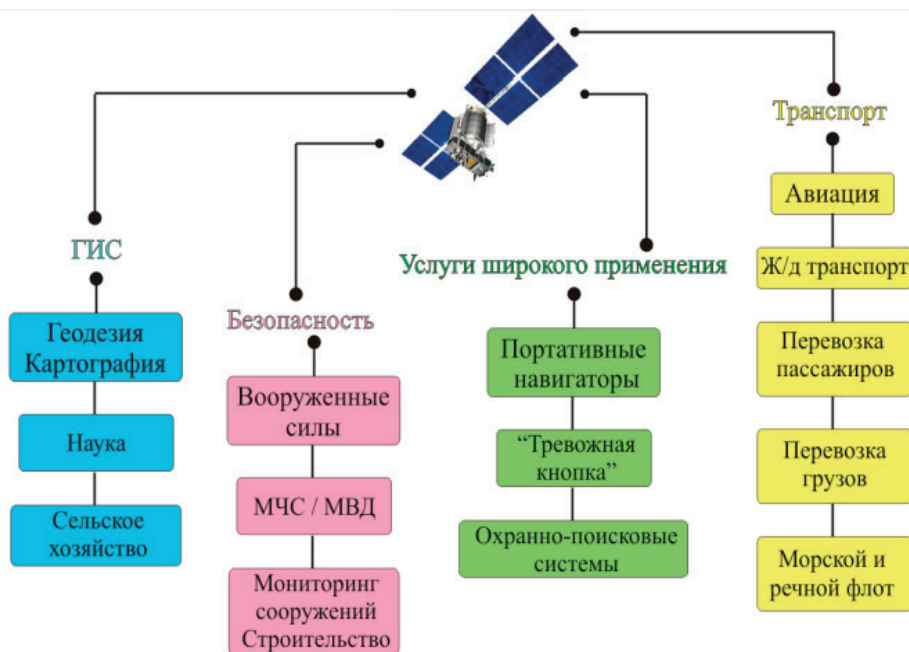 ГИС
Геодезия
Картография
Наука
Сельское
хозяйство
Безопасность
Вооруженные
силы
МЧС / МВД
Мониторинг
сооружений
Строительство
Услуги широкого применения
Портативные
навигаторы
“Тревожная
кнопка”
Охранно-поисковые
системы
Транспорт
Авиация
Ж/д транспорт
Перевозка
пассажиров
Перевозка
грузов
Морской и
речной флот